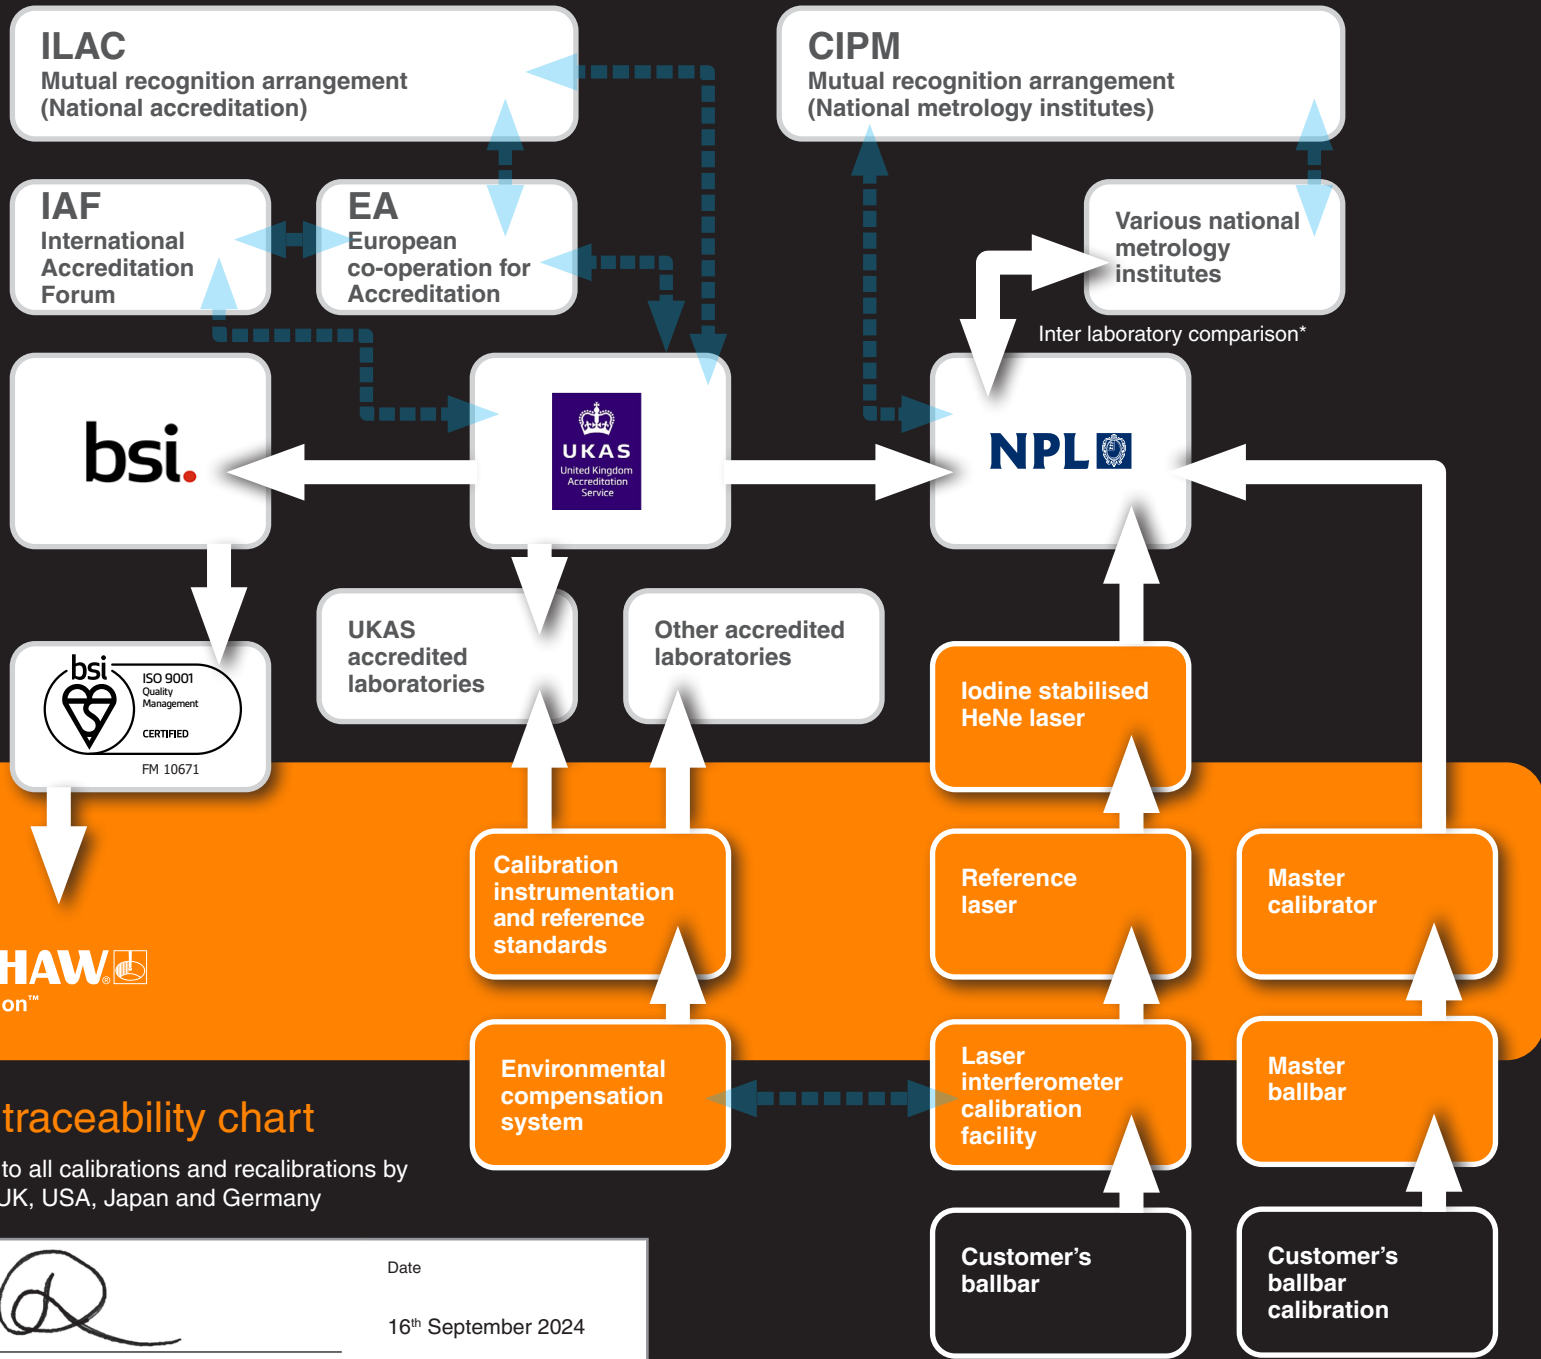 ILAC
Mutual recognition arrangement
(National accreditation)
CIPM
Mutual recognition arrangement
(National metrology institutes)
IAF
International
Accreditation
Forum
EA
European
co-operation for
Accreditation
Various national
metrology
institutes
Inter laboratory comparison*
bsi.
UKAS
United Kingdom
Accreditation
Service
NPL
bsi
ISO 9001
Quality
Management
CERTIFIED
FM 10671
UKAS
accredited
laboratories
Other accredited
laboratories
Iodine stabilised
HeNe laser
Calibration
instrumentation
and reference
standards
Reference
laser
Master
calibrator
HAW®
on™
Environmental
compensation
system
Laser
interferometer
calibration
facility
Master
ballbar
traceability chart
to all calibrations and recalibrations by
UK, USA, Japan and Germany
Customer's
ballbar
Customer's
ballbar
calibration
Date
16th September 2024